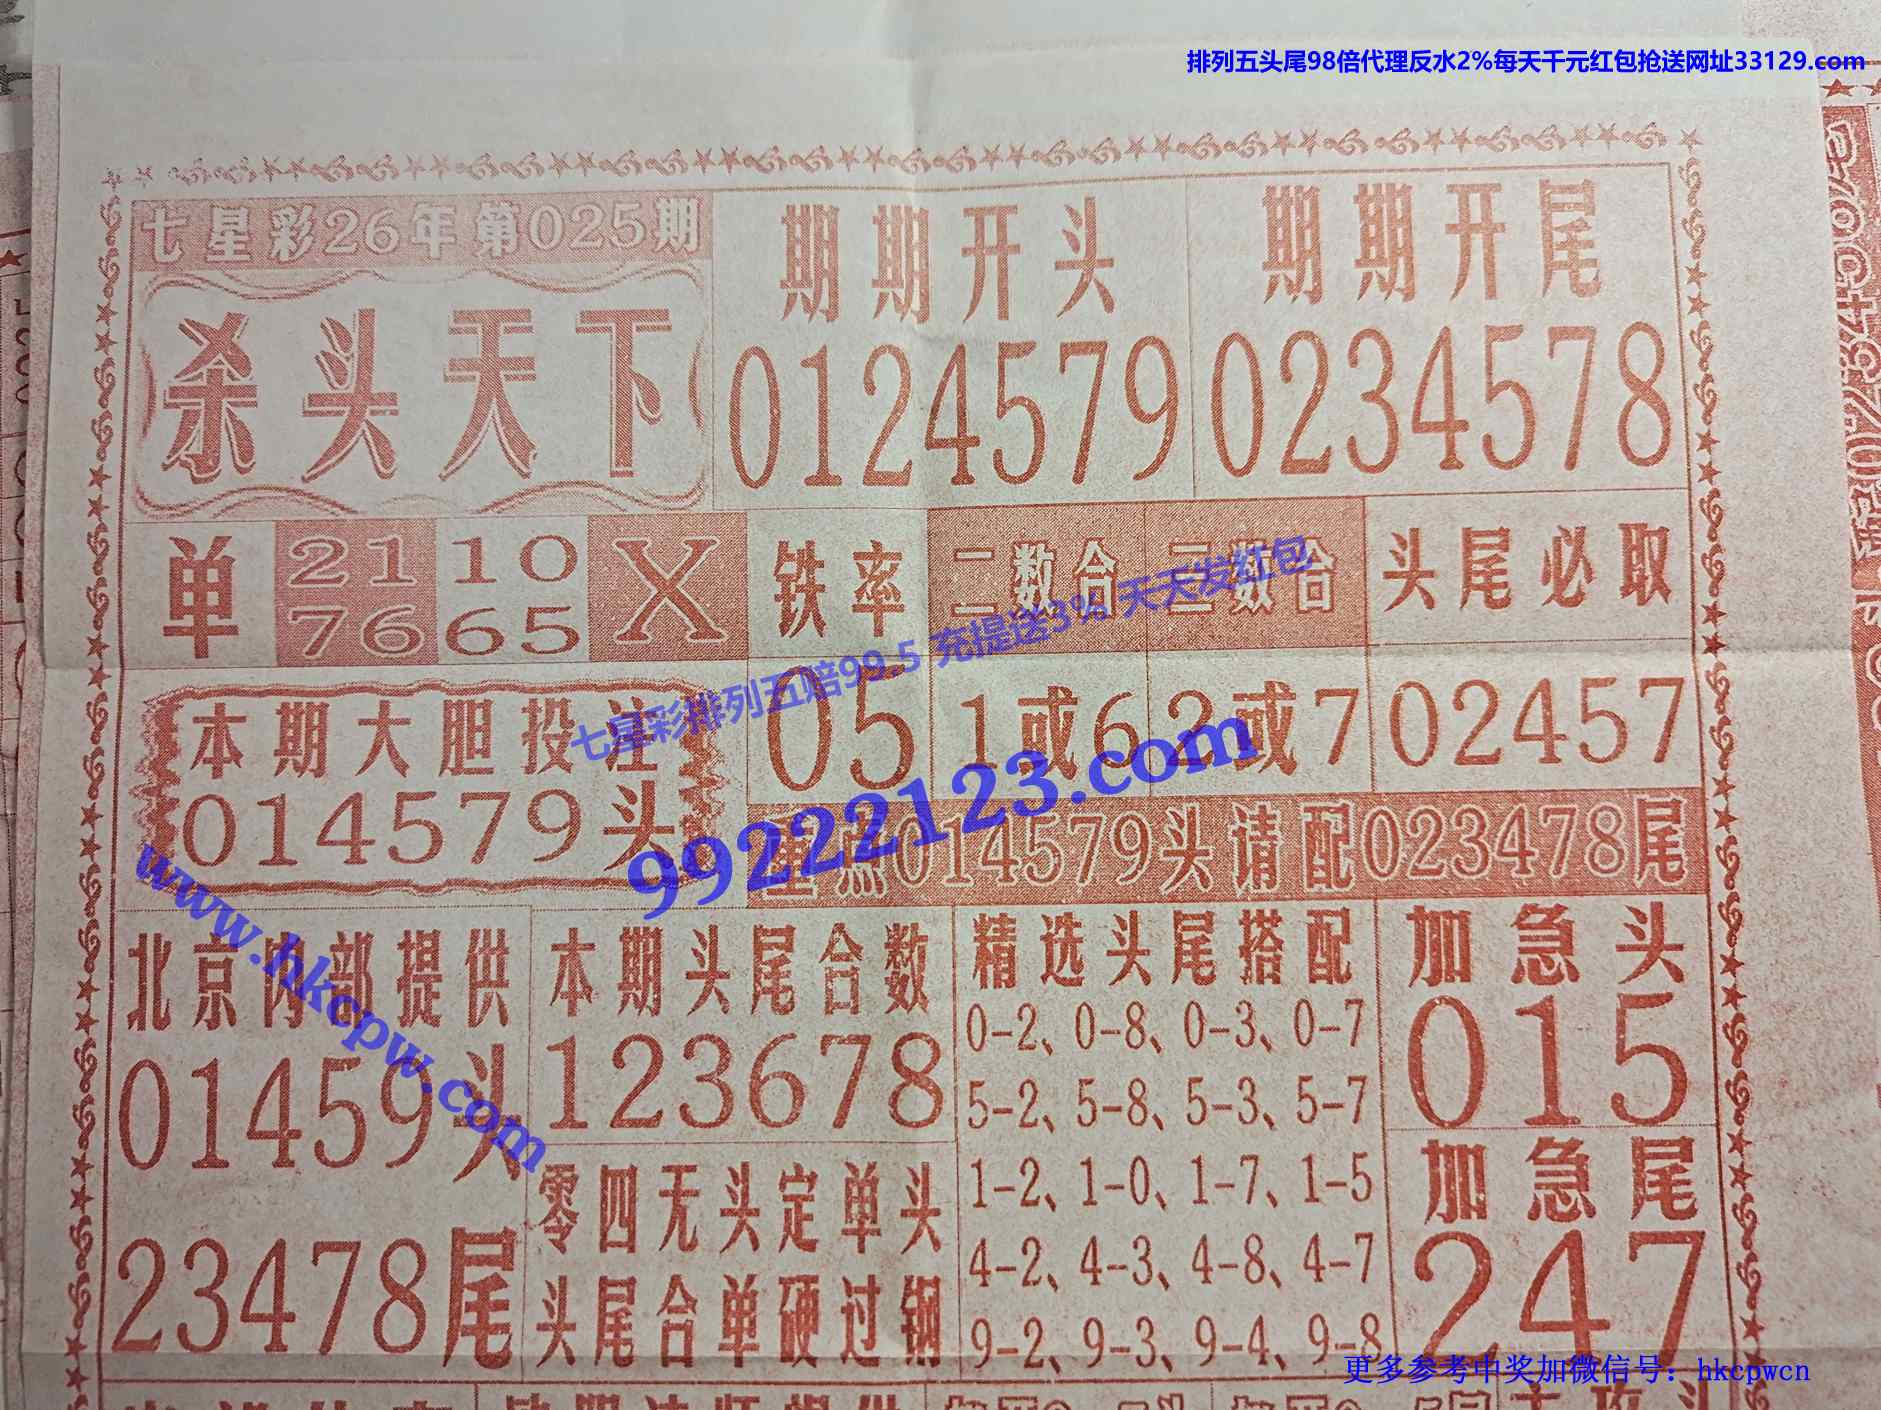 排列五头尾98倍代理反水2%每天千元红包抢送网址33129.com
七星彩26年第025期
杀头天下
期期开头
0124579
期期开尾
0234578
单
21 10
76 65
X
铁率
05
二数合
1或6
三数合
2或7
头尾必取
02457
本期大胆投注
014579头
重点014579头请配023478尾
七星彩排列五赔99.5 充提送3% 天天发红包
99222123.com
www.hkcpw.com
北京内部提供
01459头
23478尾
本期头尾合数
123678
零四无头定单头
头尾合单硬过钢
精选头尾搭配
0-2、0-8、0-3、0-7
5-2、5-8、5-3、5-7
1-2、1-0、1-7、1-5
4-2、4-3、4-8、4-7
9-2、9-3、9-4、9-8
加急头
015
加急尾
247
更多参考中奖加微信号：hkcpwcn